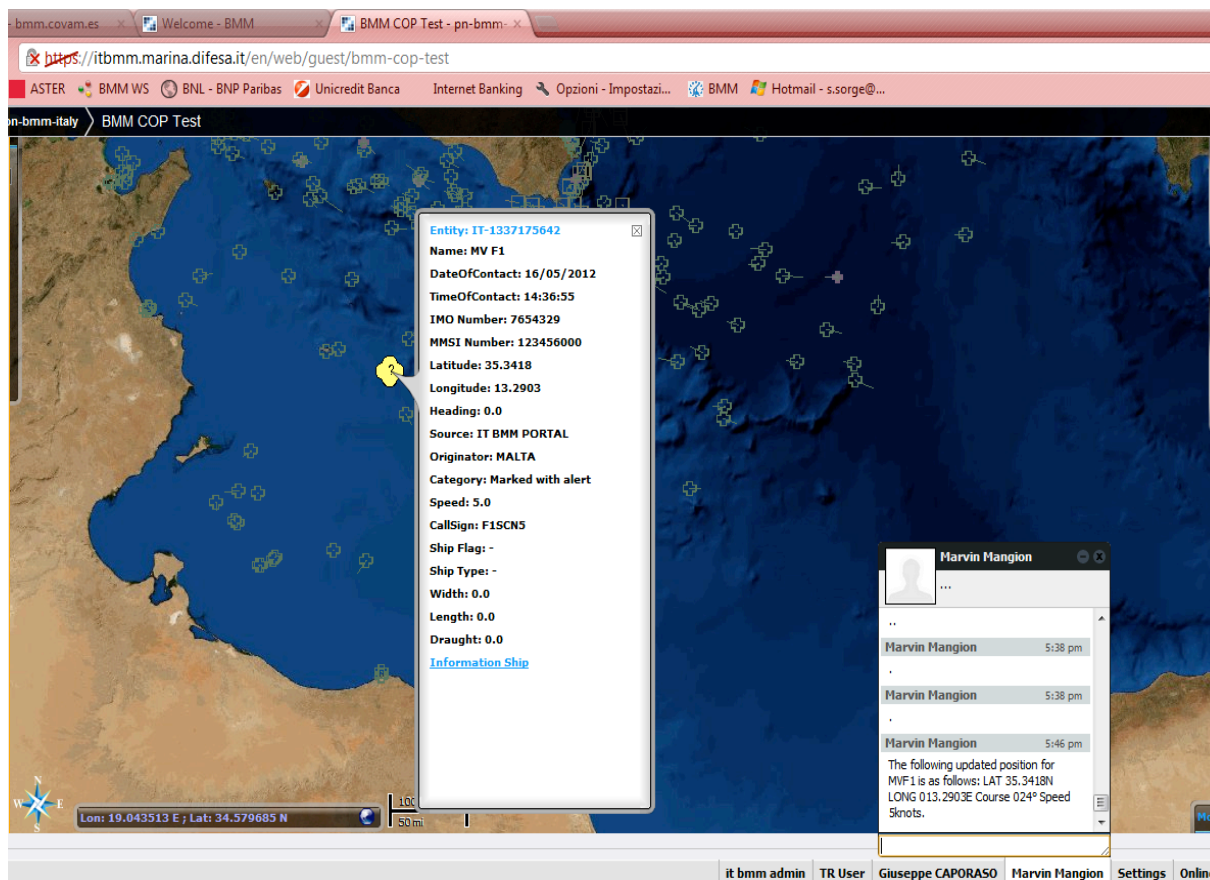 - bmm.covam.es
Welcome - BMM
BMM COP Test - pn-bmm-
https://itbmm.marina.difesa.it/en/web/guest/bmm-cop-test
ASTER
BMM WS
BNL - BNP Paribas
Unicredit Banca
Internet Banking
Opzioni - Impostazi...
BMM
Hotmail - s.sorge@...
pn-bmm-italy
BMM COP Test
Entity: IT-1337175642
Name: MV F1
DateOfContact: 16/05/2012
TimeOfContact: 14:36:55
IMO Number: 7654329
MMSI Number: 123456000
Latitude: 35.3418
Longitude: 13.2903
Heading: 0.0
Source: IT BMM PORTAL
Originator: MALTA
Category: Marked with alert
Speed: 5.0
CallSign: F1SCN5
Ship Flag: -
Ship Type: -
Width: 0.0
Length: 0.0
Draught: 0.0
Information Ship
?
Marvin Mangion
...
..
Marvin Mangion 5:38 pm
.
Marvin Mangion 5:38 pm
.
Marvin Mangion 5:46 pm
The following updated position for
MVF1 is as follows: LAT 35.3418N
LONG 013.2903E Course 024° Speed
5knots.
N
W E
S
Lon: 19.043513 E ; Lat: 34.579685 N
100
50 mi
it bmm admin
TR User
Giuseppe CAPORASO
Marvin Mangion
Settings